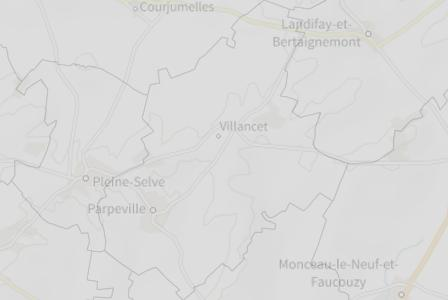 Courjumelles
Landifay-et-
Bertaignemont
Villancet
Pleine-Selve
Parpeville
Monceau-le-Neuf-et-
Faucouzy